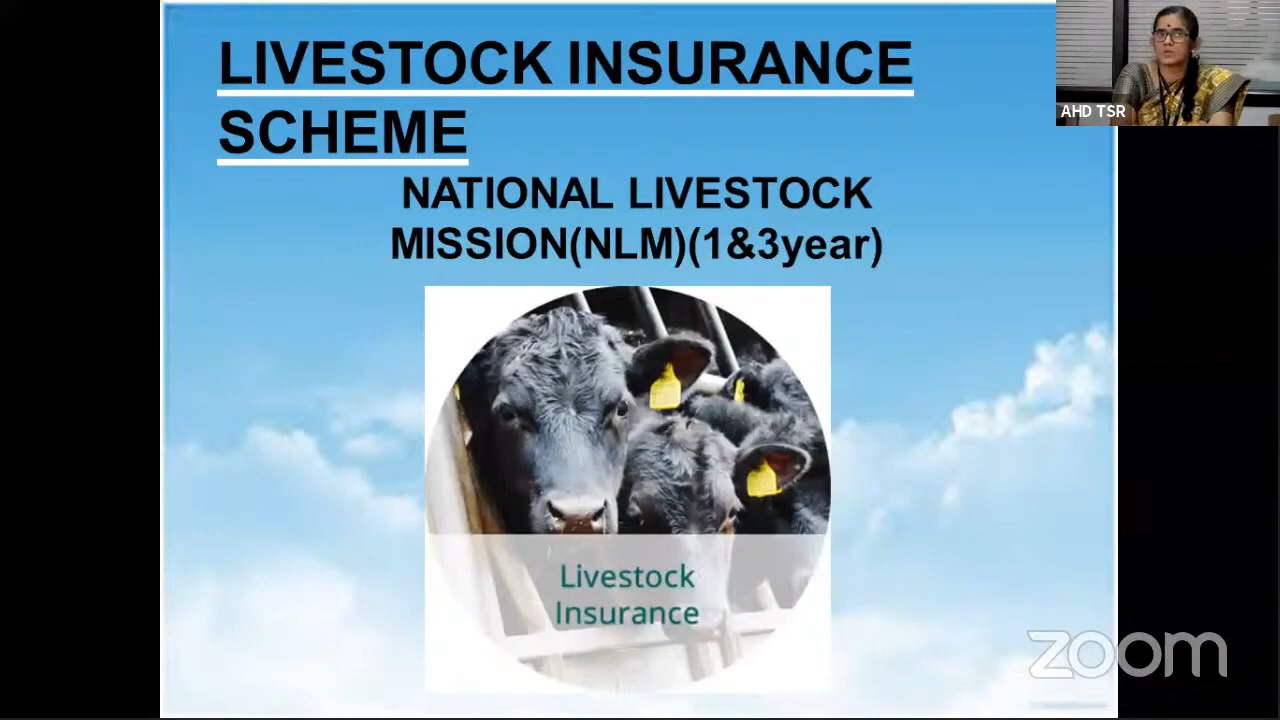 LIVESTOCK INSURANCE
SCHEME
NATIONAL LIVESTOCK
MISSION(NLM)(1&3year)
Livestock
Insurance
AHD TSR
zoom